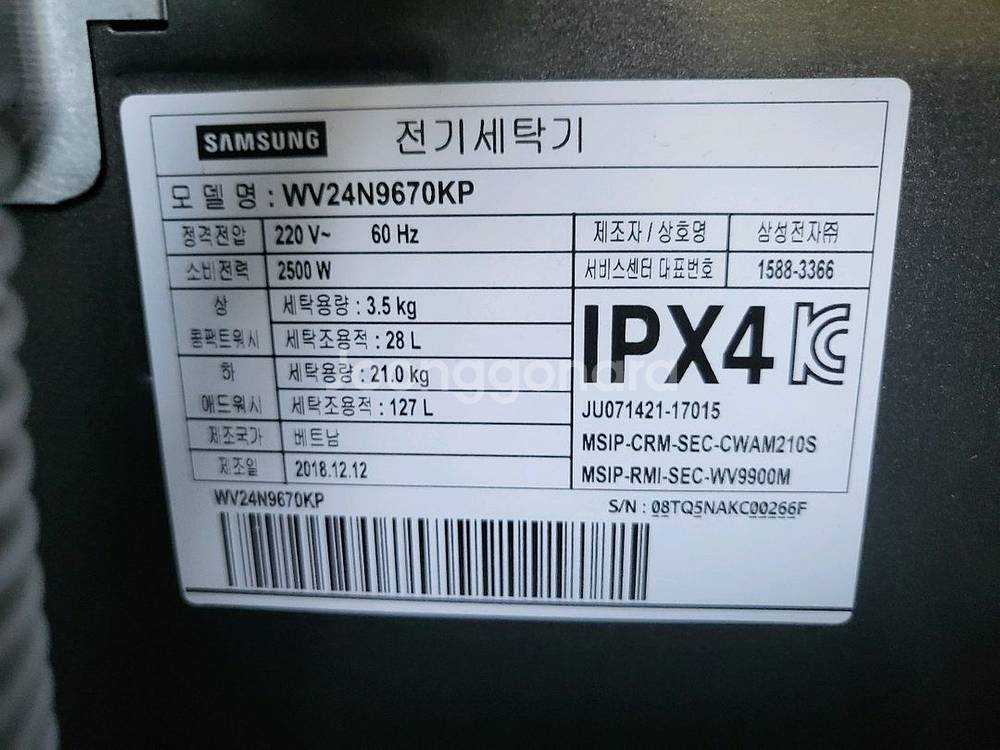 SAMSUNG 전기세탁기
모델명 : WV24N9670KP
정격전압 220 V~ 60 Hz 제조자 / 상호명 삼성전자㈜
소비전력 2500 W 서비스센터 대표번호 1588-3366
상 세탁용량 : 3.5 kg
콤팩트워시 세탁조용적 : 28 L
하 세탁용량 : 21.0 kg
애드워시 세탁조용적 : 127 L
제조국가 베트남
제조일 2018.12.12
IPX4
JU071421-17015
MSIP-CRM-SEC-CWAM210S
MSIP-RMI-SEC-WV9900M
WV24N9670KP S/N : 08TQ5NAKC00266F
joonggonara